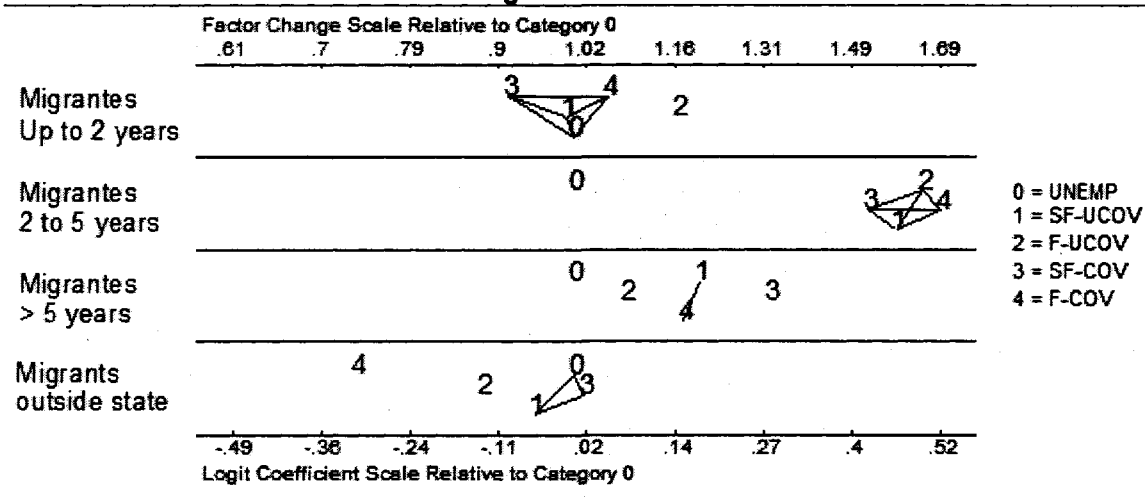 Factor Change Scale Relative to Category 0
.61 .7 .79 .9 1.02 1.16 1.31 1.49 1.69
Migrantes
Up to 2 years
3 4 1 2 0
Migrantes
2 to 5 years
0 2 3 4 1
0 = UNEMP
1 = SF-UCOV
2 = F-UCOV
3 = SF-COV
4 = F-COV
Migrantes
> 5 years
0 1 2 3 4
Migrants
outside state
4 0 2 3 1
-.49 -.36 -.24 -.11 .02 .14 .27 .4 .52
Logit Coefficient Scale Relative to Category 0